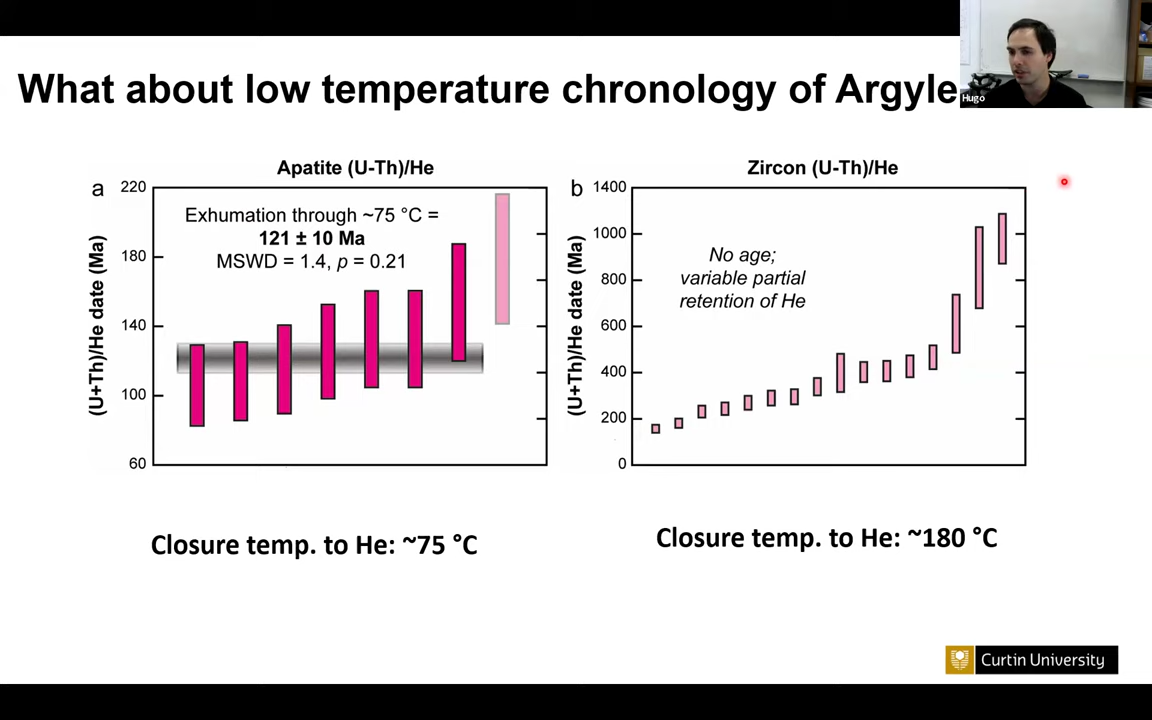 What about low temperature chronology of Argyle
Hugo
Apatite (U-Th)/He
a
(U+Th)/He date (Ma)
220
180
140
100
60
Exhumation through ~75 °C =
121 ± 10 Ma
MSWD = 1.4, p = 0.21
Closure temp. to He: ~75 °C
Zircon (U-Th)/He
b
(U+Th)/He date (Ma)
1400
1000
800
600
400
200
0
No age;
variable partial
retention of He
Closure temp. to He: ~180 °C
Curtin University